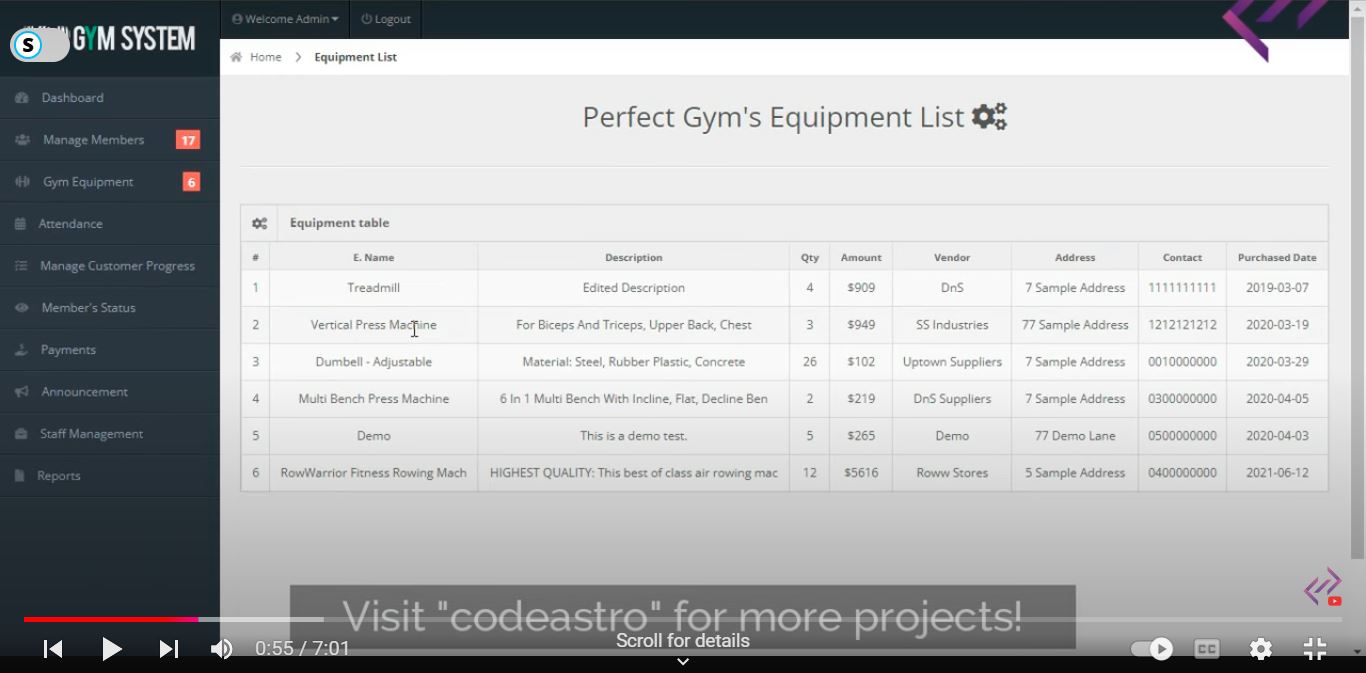 S
GYM SYSTEM
Welcome Admin
Logout
Home > Equipment List
Dashboard
Manage Members 17
Gym Equipment 6
Attendance
Manage Customer Progress
Member's Status
Payments
Announcement
Staff Management
Reports
Perfect Gym's Equipment List
Equipment table
# E. Name Description Qty Amount Vendor Address Contact Purchased Date
1 Treadmill Edited Description 4 $909 DnS 7 Sample Address 1111111111 2019-03-07
2 Vertical Press Machine For Biceps And Triceps, Upper Back, Chest 3 $949 SS Industries 77 Sample Address 1212121212 2020-03-19
3 Dumbell - Adjustable Material: Steel, Rubber Plastic, Concrete 26 $102 Uptown Suppliers 7 Sample Address 0010000000 2020-03-29
4 Multi Bench Press Machine 6 In 1 Multi Bench With Incline, Flat, Decline Ben 2 $219 DnS Suppliers 7 Sample Address 0300000000 2020-04-05
5 Demo This is a demo test. 5 $265 Demo 77 Demo Lane 0500000000 2020-04-03
6 RowWarrior Fitness Rowing Mach HIGHEST QUALITY: This best of class air rowing mac 12 $5616 Roww Stores 5 Sample Address 0400000000 2021-06-12
Visit "codeastro" for more projects!
Scroll for details
0:55 / 7:01
CC